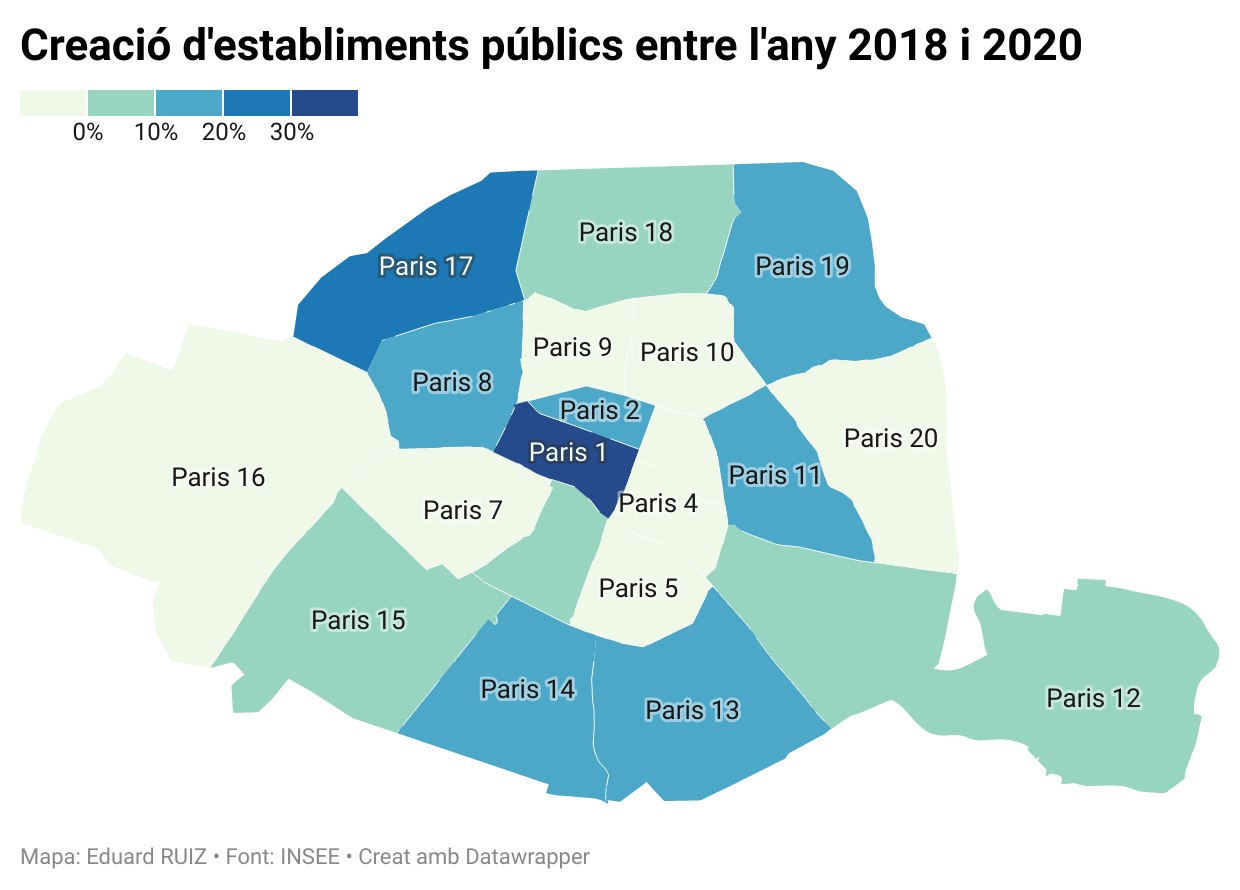 Creació d'establiments públics entre l'any 2018 i 2020
0% 10% 20% 30%
Paris 18
Paris 17
Paris 19
Paris 9
Paris 10
Paris 8
Paris 2
Paris 20
Paris 1
Paris 16
Paris 11
Paris 4
Paris 7
Paris 5
Paris 15
Paris 14
Paris 12
Paris 13
Mapa: Eduard RUIZ • Font: INSEE • Creat amb Datawrapper